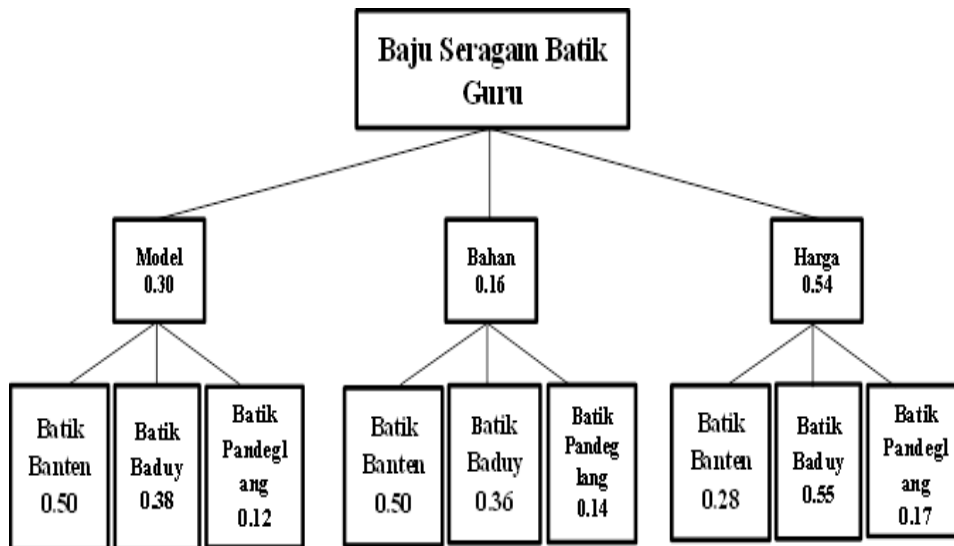 Baju Seragam Batik
Guru
Model
0.30
Bahan
0.16
Harga
0.54
Batik
Banten
0.50
Batik
Baduy
0.38
Batik
Pandegl
ang
0.12
Batik
Banten
0.50
Batik
Baduy
0.36
Batik
Pandeg
lang
0.14
Batik
Banten
0.28
Batik
Baduy
0.55
Batik
Pandegl
ang
0.17